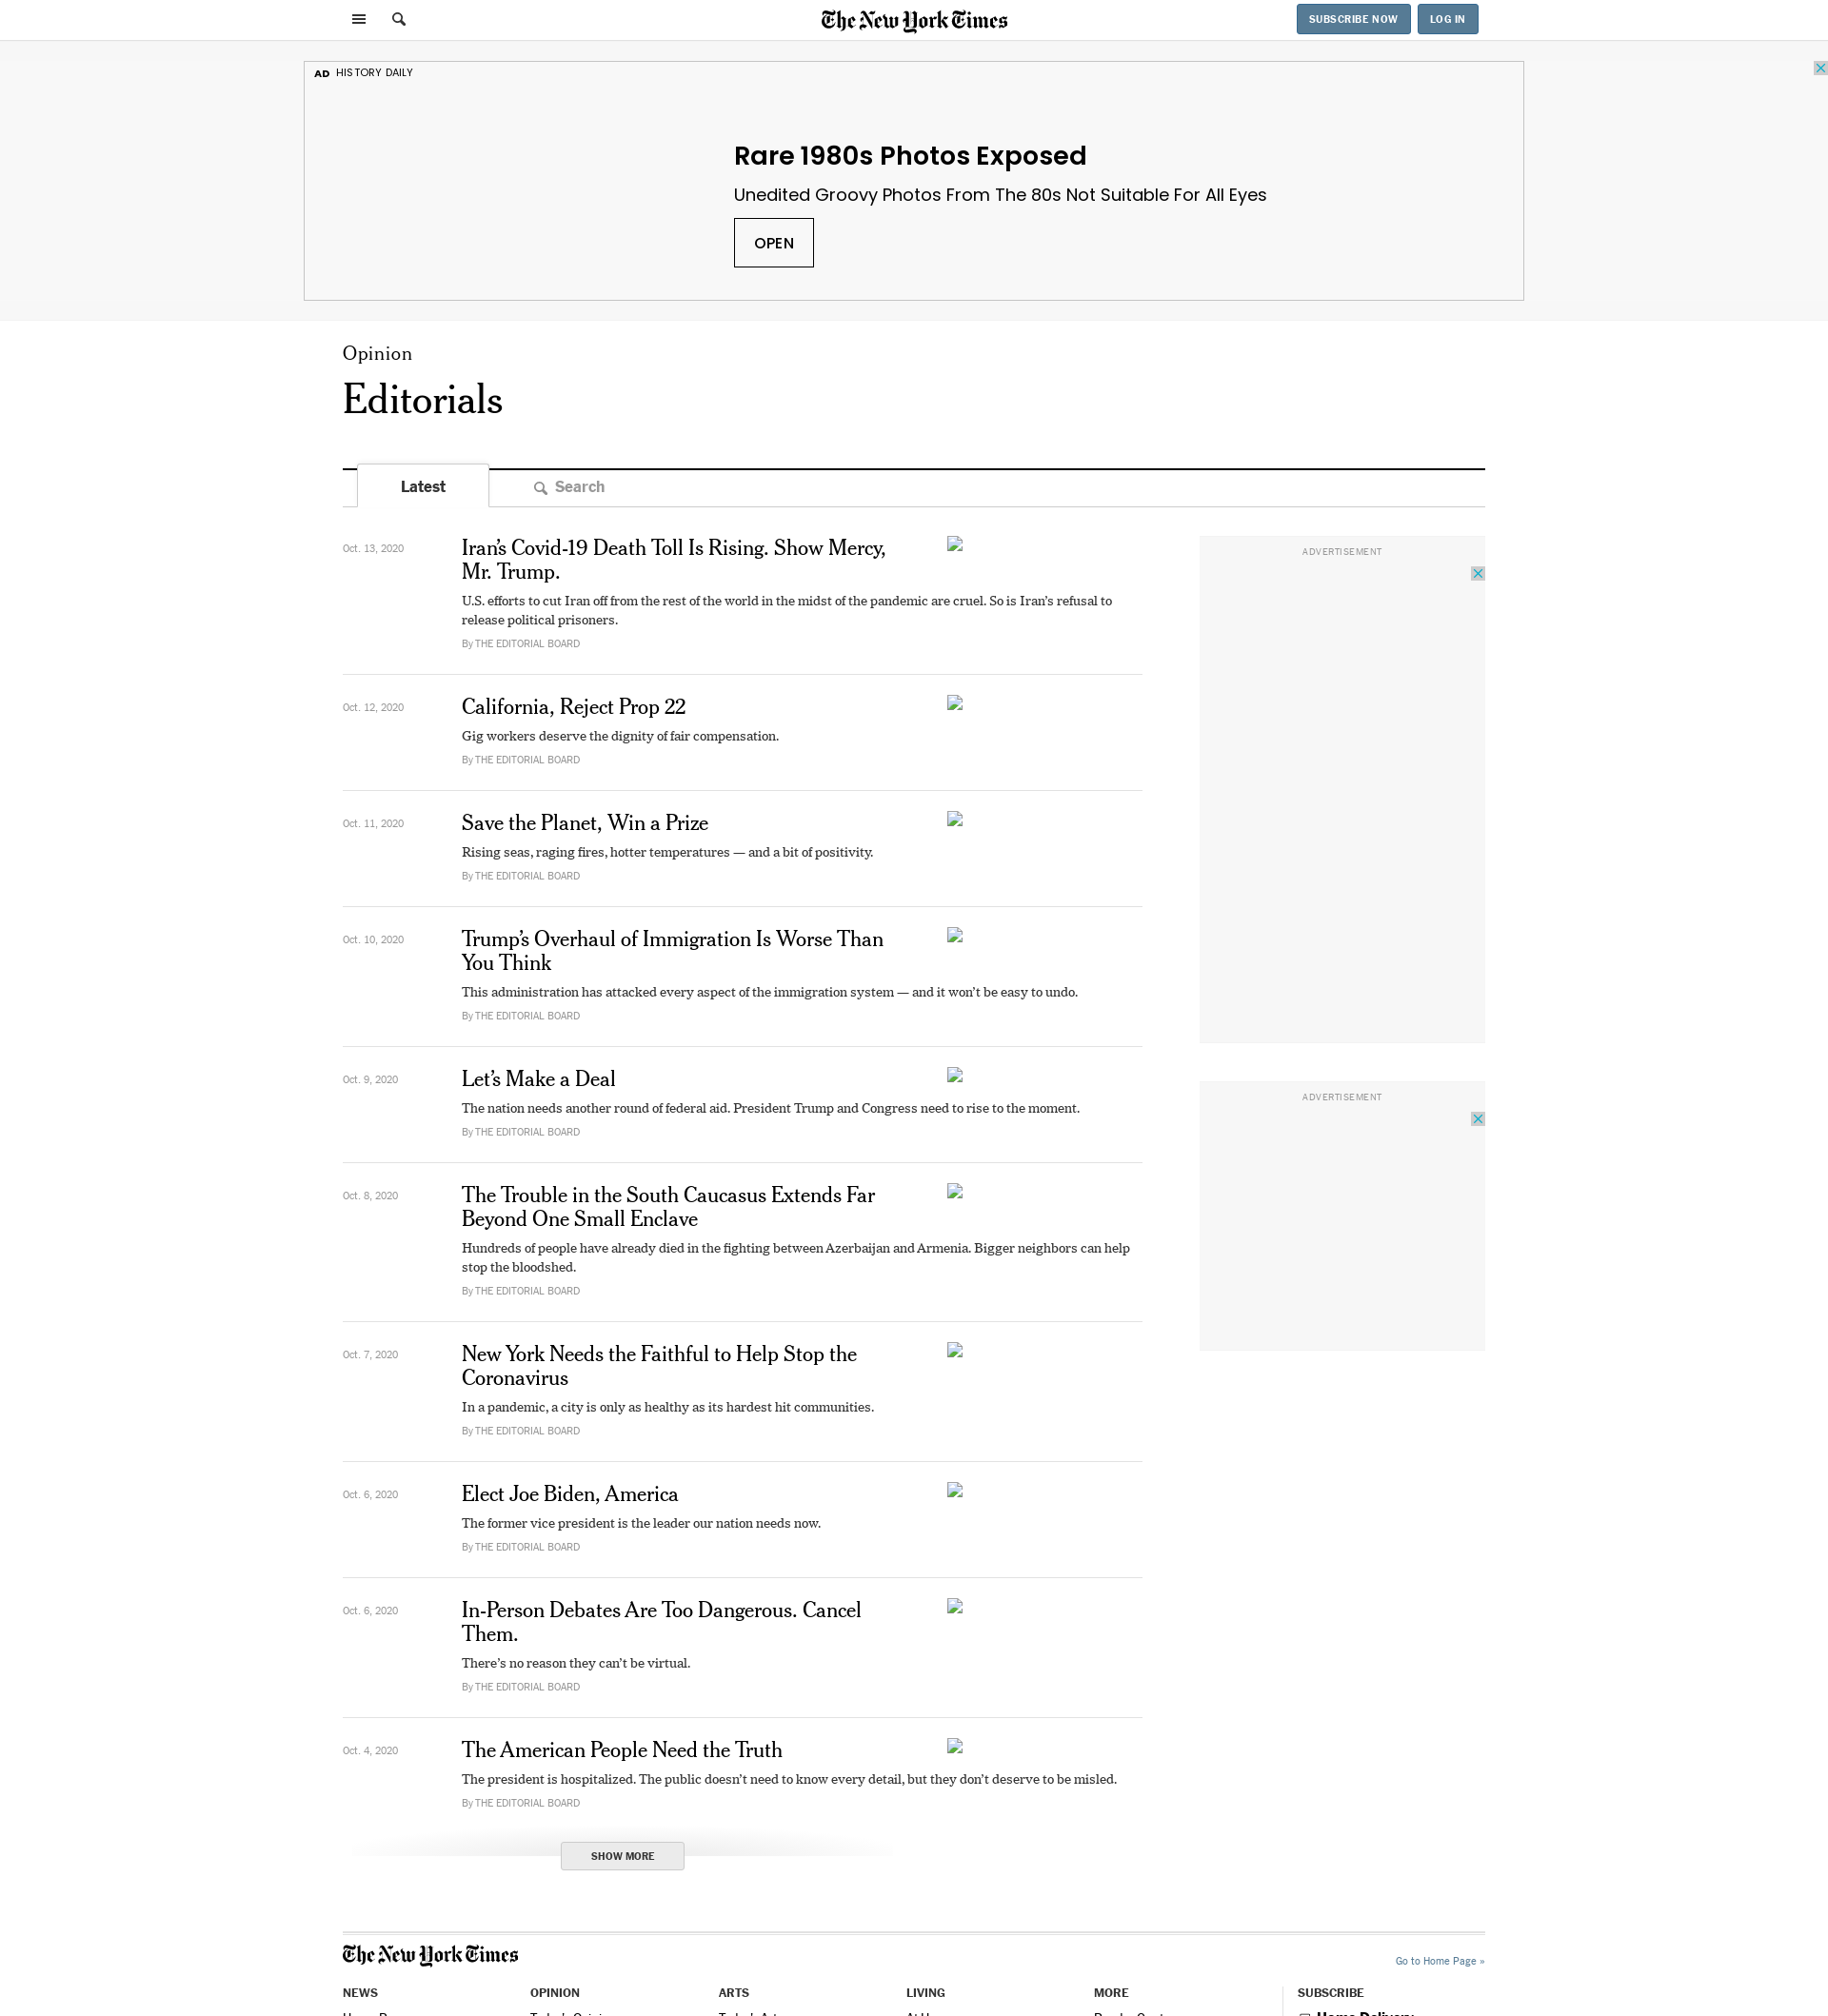 The New York Times
SUBSCRIBE NOW
LOG IN
AD HISTORY DAILY
Rare 1980s Photos Exposed
Unedited Groovy Photos From The 80s Not Suitable For All Eyes
OPEN
Opinion
Editorials
Latest
Search
Oct. 13, 2020
Iran’s Covid-19 Death Toll Is Rising. Show Mercy,
Mr. Trump.
U.S. efforts to cut Iran off from the rest of the world in the midst of the pandemic are cruel. So is Iran’s refusal to
release political prisoners.
By THE EDITORIAL BOARD
ADVERTISEMENT
Oct. 12, 2020
California, Reject Prop 22
Gig workers deserve the dignity of fair compensation.
By THE EDITORIAL BOARD
Oct. 11, 2020
Save the Planet, Win a Prize
Rising seas, raging fires, hotter temperatures — and a bit of positivity.
By THE EDITORIAL BOARD
Oct. 10, 2020
Trump’s Overhaul of Immigration Is Worse Than
You Think
This administration has attacked every aspect of the immigration system — and it won’t be easy to undo.
By THE EDITORIAL BOARD
Oct. 9, 2020
Let’s Make a Deal
The nation needs another round of federal aid. President Trump and Congress need to rise to the moment.
By THE EDITORIAL BOARD
ADVERTISEMENT
Oct. 8, 2020
The Trouble in the South Caucasus Extends Far
Beyond One Small Enclave
Hundreds of people have already died in the fighting between Azerbaijan and Armenia. Bigger neighbors can help
stop the bloodshed.
By THE EDITORIAL BOARD
Oct. 7, 2020
New York Needs the Faithful to Help Stop the
Coronavirus
In a pandemic, a city is only as healthy as its hardest hit communities.
By THE EDITORIAL BOARD
Oct. 6, 2020
Elect Joe Biden, America
The former vice president is the leader our nation needs now.
By THE EDITORIAL BOARD
Oct. 6, 2020
In-Person Debates Are Too Dangerous. Cancel
Them.
There’s no reason they can’t be virtual.
By THE EDITORIAL BOARD
Oct. 4, 2020
The American People Need the Truth
The president is hospitalized. The public doesn’t need to know every detail, but they don’t deserve to be misled.
By THE EDITORIAL BOARD
SHOW MORE
The New York Times
Go to Home Page »
NEWS
OPINION
ARTS
LIVING
MORE
SUBSCRIBE
Home Delivery